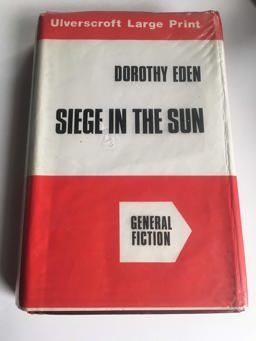 Ulverscroft Large Print
DOROTHY EDEN
SIEGE IN THE SUN
GENERAL
FICTION